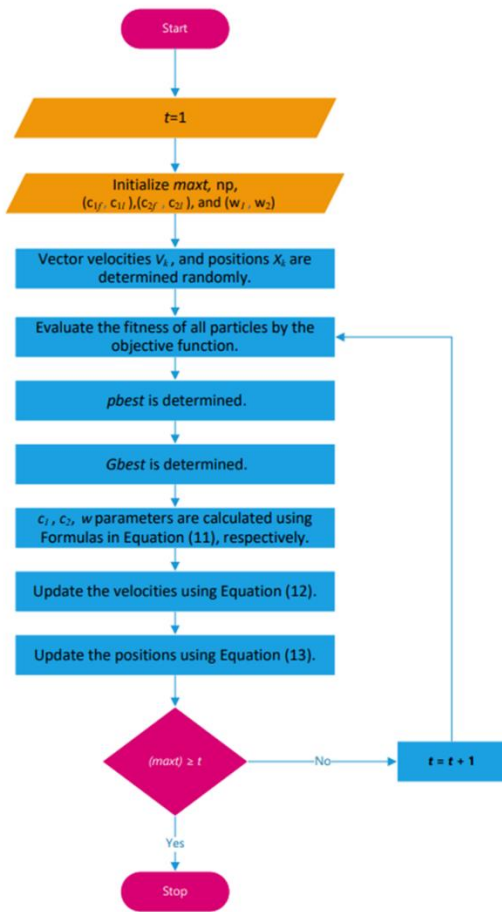 Start
t=1
Initialize maxt, np,
(c1f, c1l ),(c2f , c2l ), and (w1 , w2)
Vector velocities Vk , and positions Xk are
determined randomly.
Evaluate the fitness of all particles by the
objective function.
pbest is determined.
Gbest is determined.
c1 , c2, w parameters are calculated using
Formulas in Equation (11), respectively.
Update the velocities using Equation (12).
Update the positions using Equation (13).
(maxt) ≥ t
No
t = t + 1
Yes
Stop